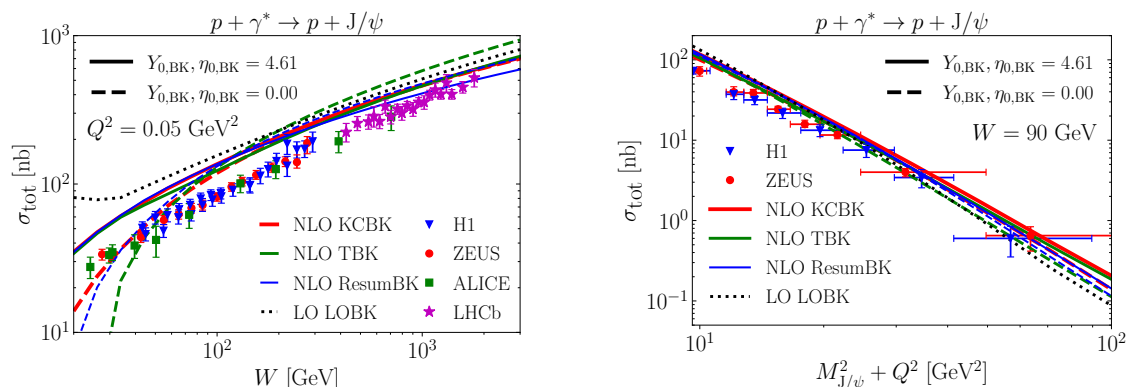 p + γ* → p + J/ψ
σ_tot [nb]
10³
10²
10¹
Y₀,BK, η₀,BK = 4.61
Y₀,BK, η₀,BK = 0.00
Q² = 0.05 GeV²
NLO KCBK
NLO TBK
NLO ResumBK
LO LOBK
H1
ZEUS
ALICE
LHCb
10²
10³
W [GeV]
p + γ* → p + J/ψ
σ_tot [nb]
10²
10¹
10⁰
10⁻¹
Y₀,BK, η₀,BK = 4.61
Y₀,BK, η₀,BK = 0.00
W = 90 GeV
H1
ZEUS
NLO KCBK
NLO TBK
NLO ResumBK
LO LOBK
10¹
10²
M²_J/ψ + Q² [GeV²]